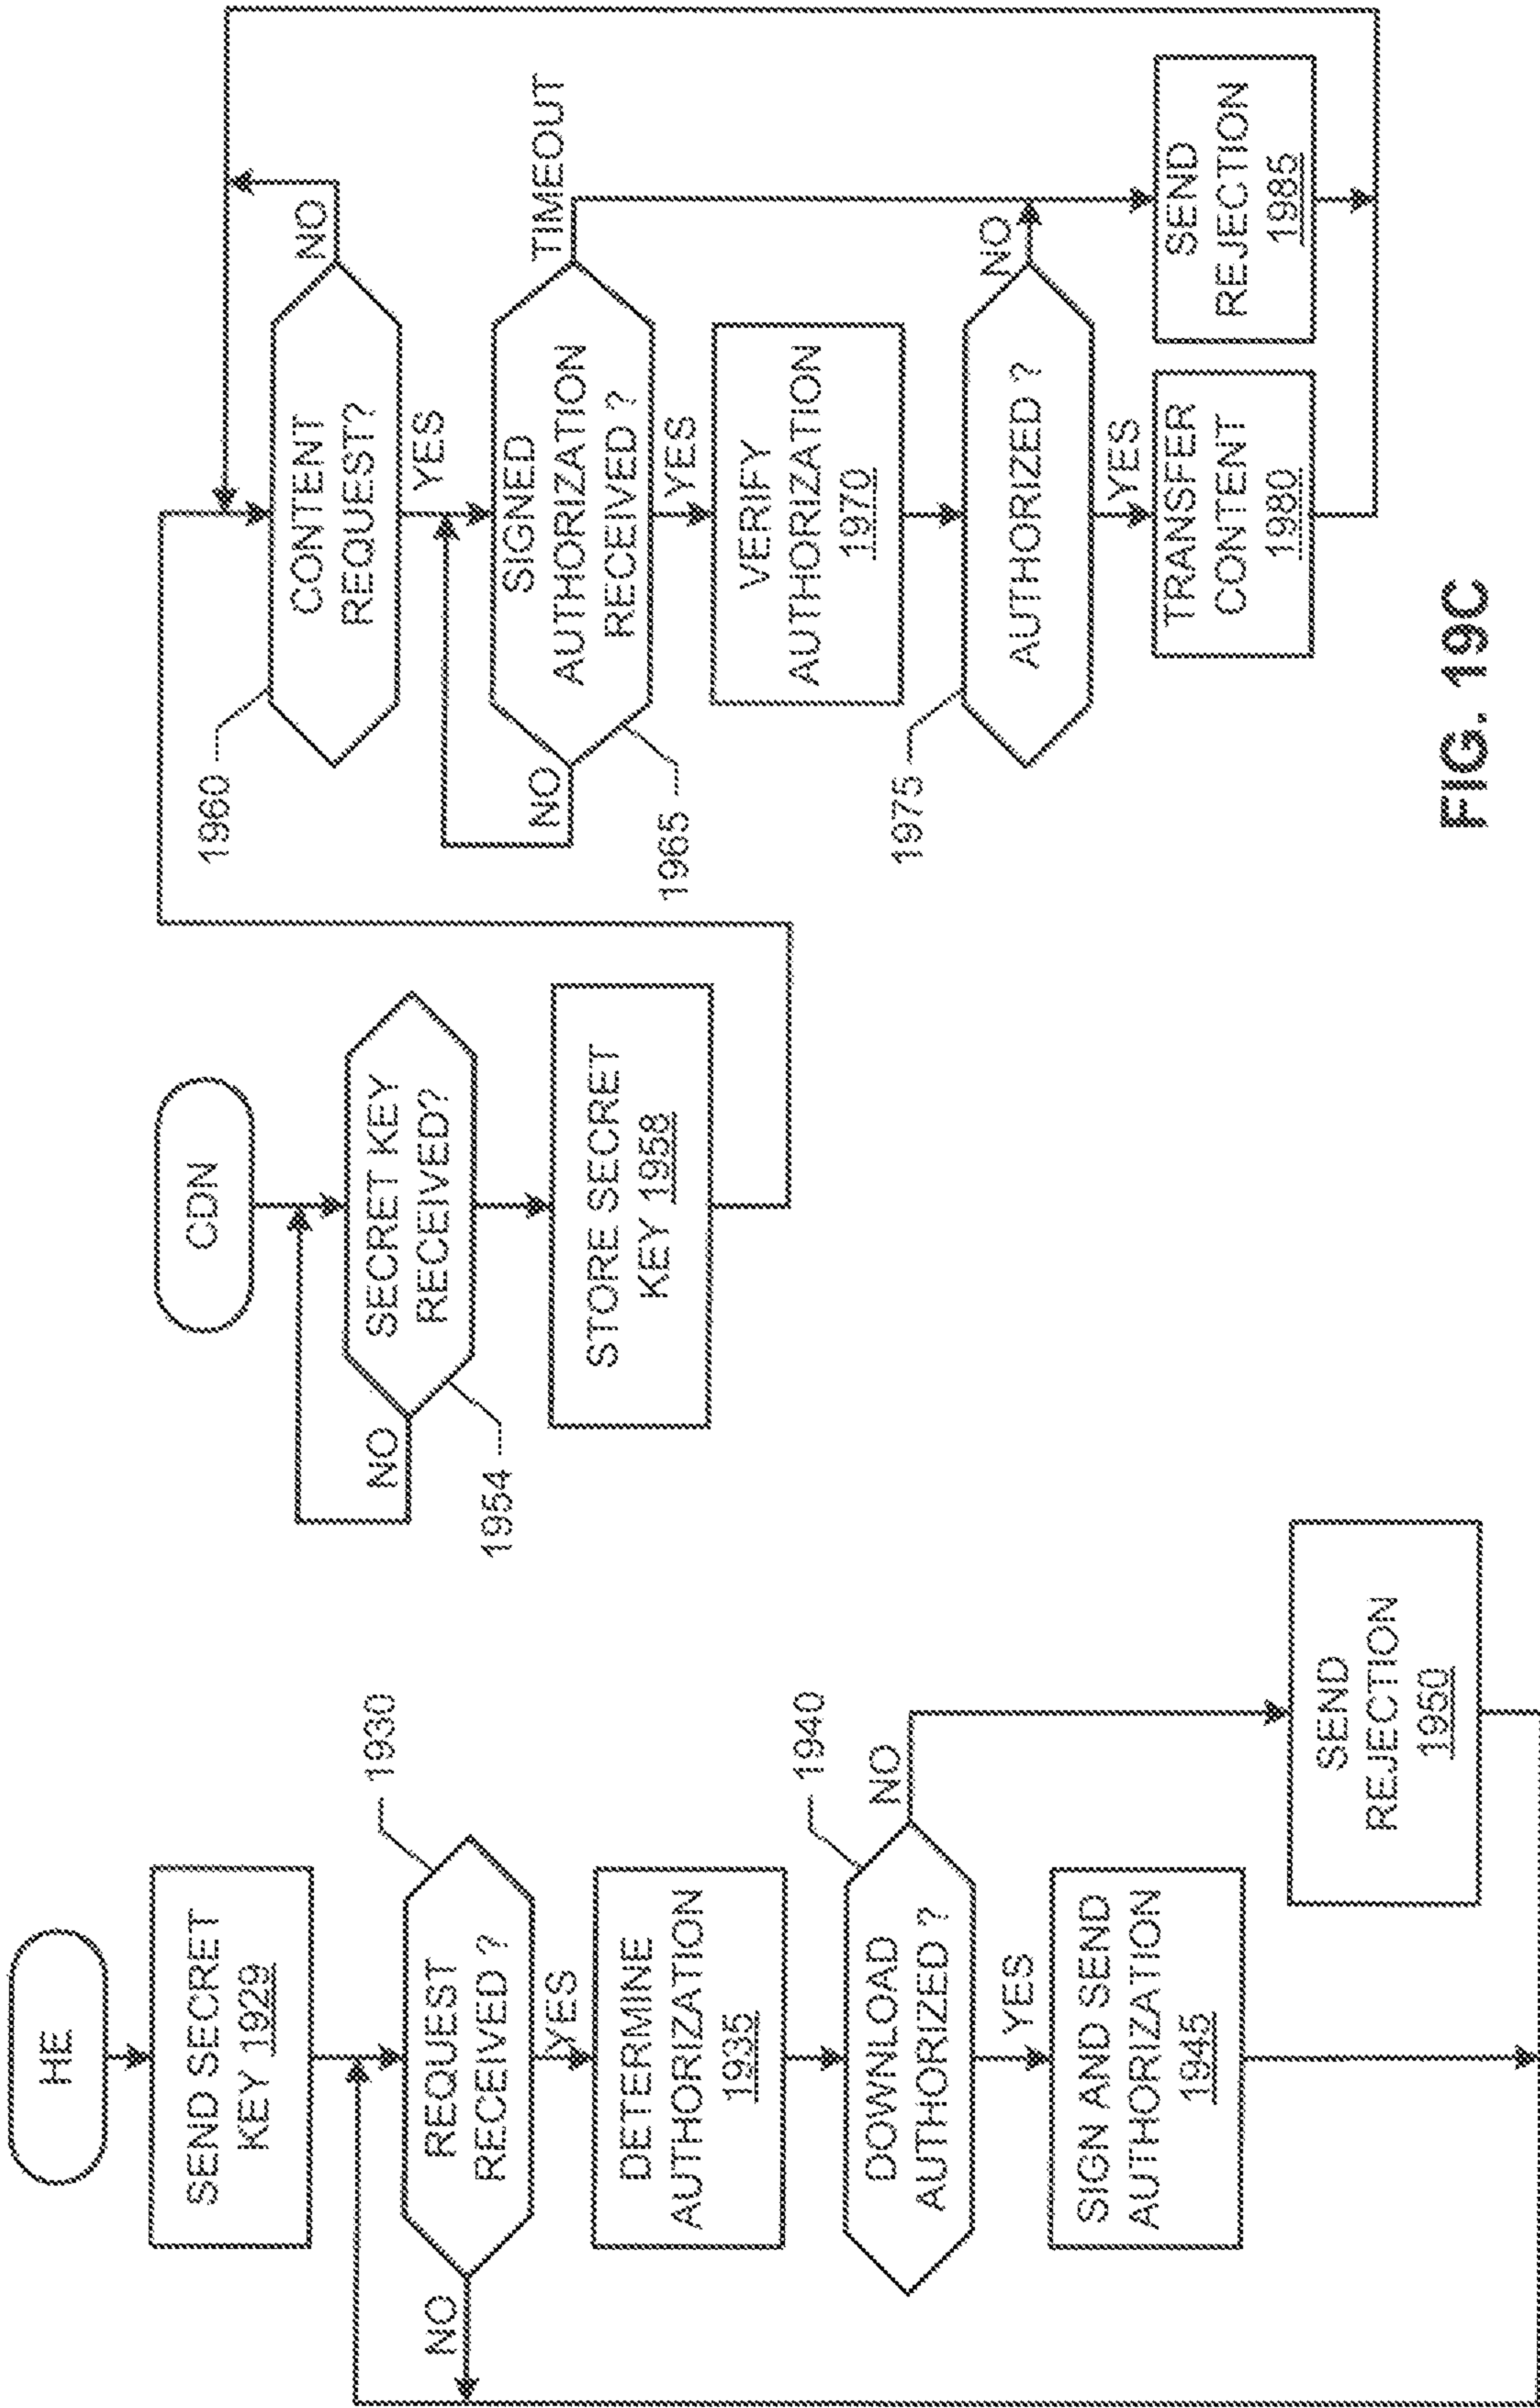 HE
SEND SECRET
KEY 1929
1930
REQUEST
RECEIVED ?
NO
YES
DETERMINE
AUTHORIZATION
1935
1940
DOWNLOAD
AUTHORIZED ?
NO
YES
SIGN AND SEND
AUTHORIZATION
1945
SEND
REJECTION
1950
CDN
SECRET KEY
RECEIVED?
NO
1954
STORE SECRET
KEY 1958
1960
CONTENT
REQUEST?
NO
YES
SIGNED
AUTHORIZATION
RECEIVED ?
TIMEOUT
NO
1965
YES
VERIFY
AUTHORIZATION
1970
1975
AUTHORIZED ?
NO
YES
TRANSFER
CONTENT
1980
SEND
REJECTION
1985
FIG. 19C